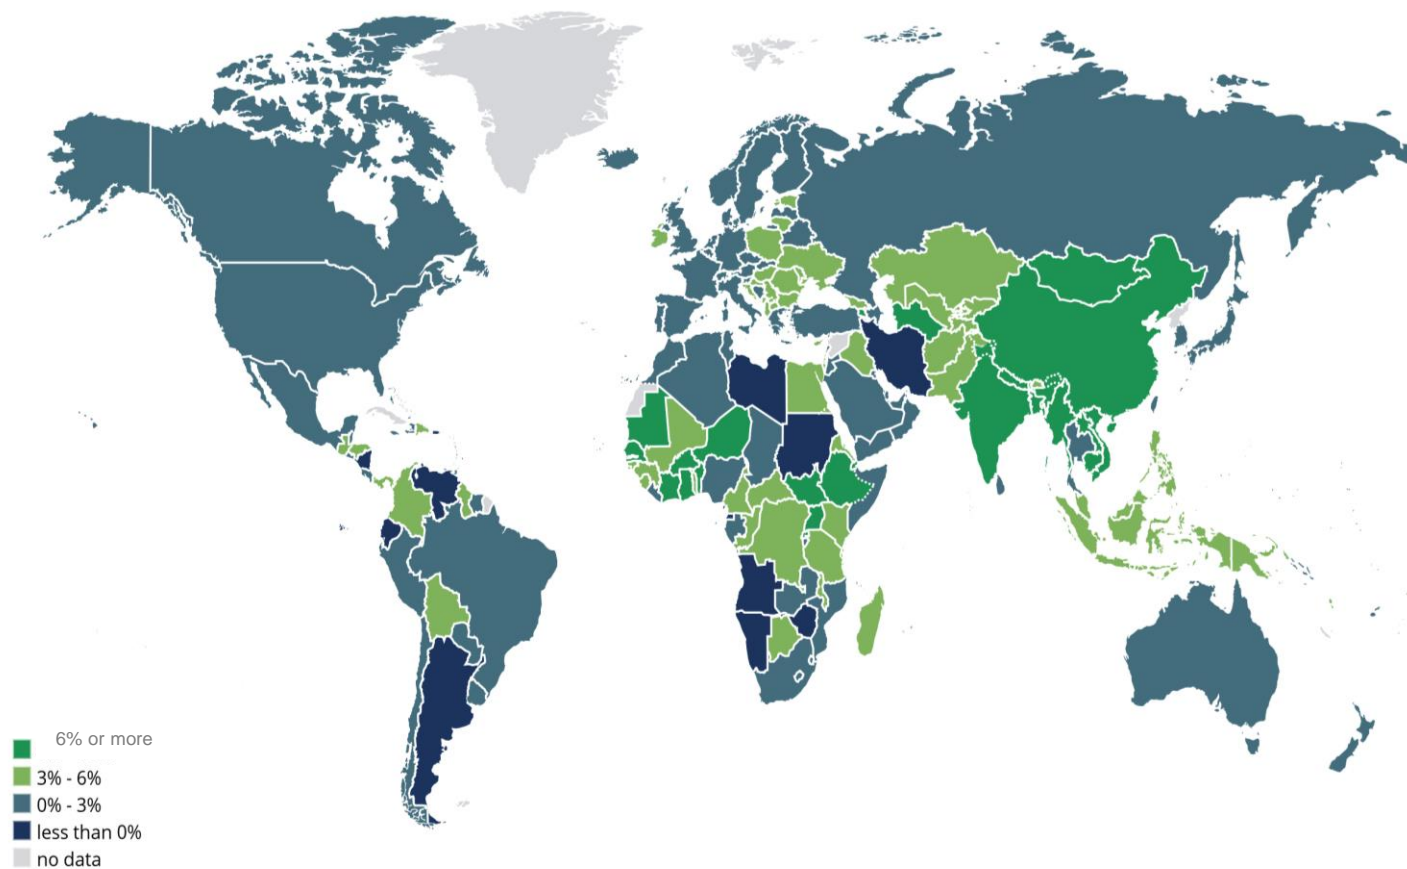 6% or more
3% - 6%
0% - 3%
less than 0%
no data